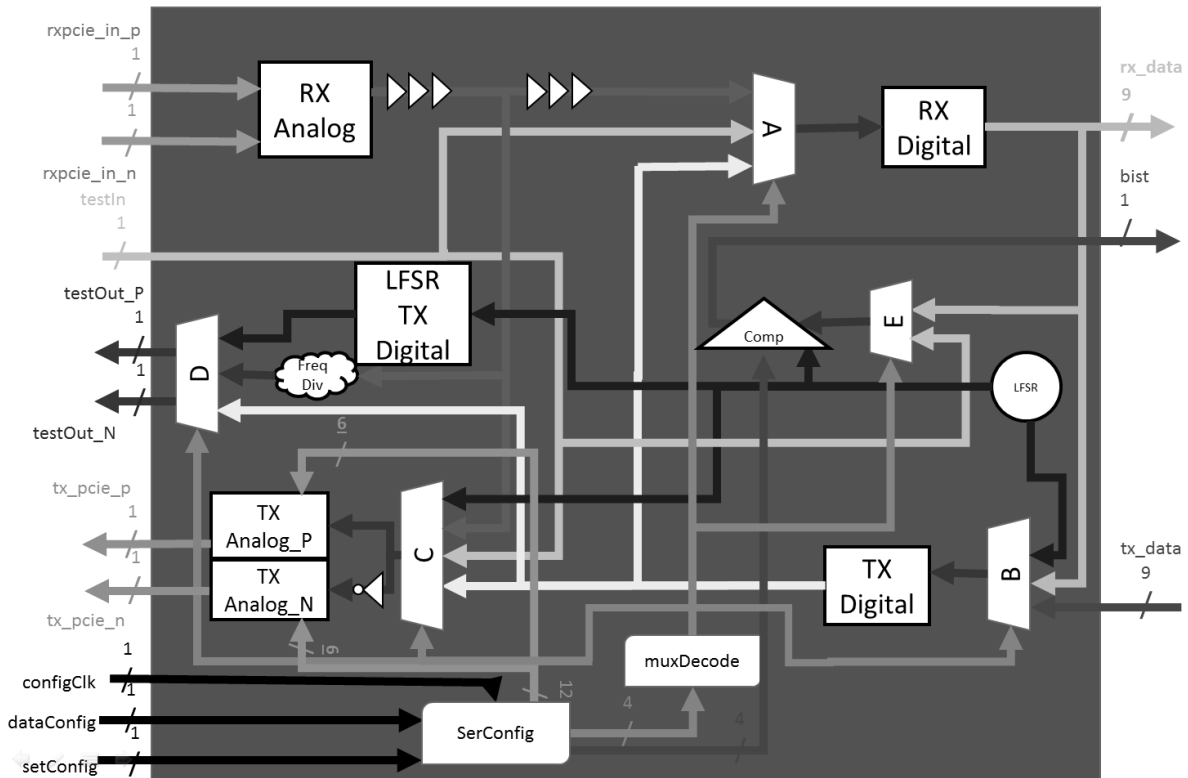 rxpcie_in_p
1
1
rxpcie_in_n
testIn
1
testOut_P
1
1
testOut_N
tx_pcie_p
1
1
tx_pcie_n
1
configClk
1
dataConfig
1
setConfig
RX
Analog
A
RX
Digital
rx_data
9
bist
1
LFSR
TX
Digital
D
Freq
Div
Comp
E
LFSR
6
TX
Analog_P
TX
Analog_N
C
6
TX
Digital
B
tx_data
9
muxDecode
12
SerConfig
4
4